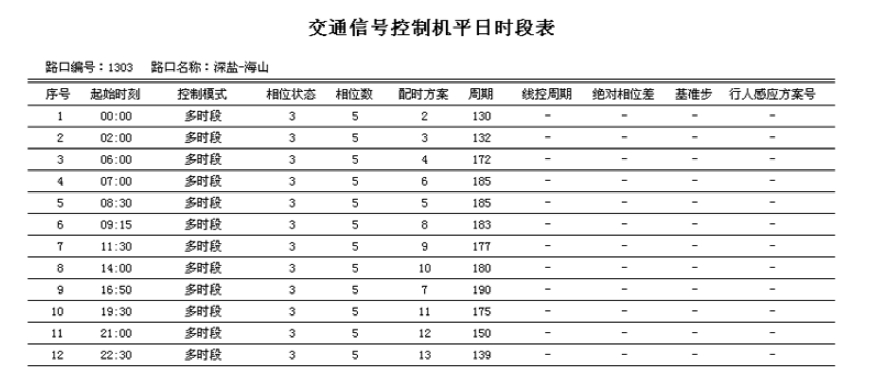 交通信号控制机平日时段表
路口编号：1303 路口名称：深盐-海山
序号 起始时刻 控制模式 相位状态 相位数 配时方案 周期 线控周期 绝对相位差 基准步 行人感应方案号
1 00:00 多时段 3 5 2 130 - - - -
2 02:00 多时段 3 5 3 132 - - - -
3 06:00 多时段 3 5 4 172 - - - -
4 07:00 多时段 3 5 6 185 - - - -
5 08:30 多时段 3 5 5 185 - - - -
6 09:15 多时段 3 5 8 183 - - - -
7 11:30 多时段 3 5 9 177 - - - -
8 14:00 多时段 3 5 10 180 - - - -
9 16:50 多时段 3 5 7 190 - - - -
10 19:30 多时段 3 5 11 175 - - - -
11 21:00 多时段 3 5 12 150 - - - -
12 22:30 多时段 3 5 13 139 - - - -